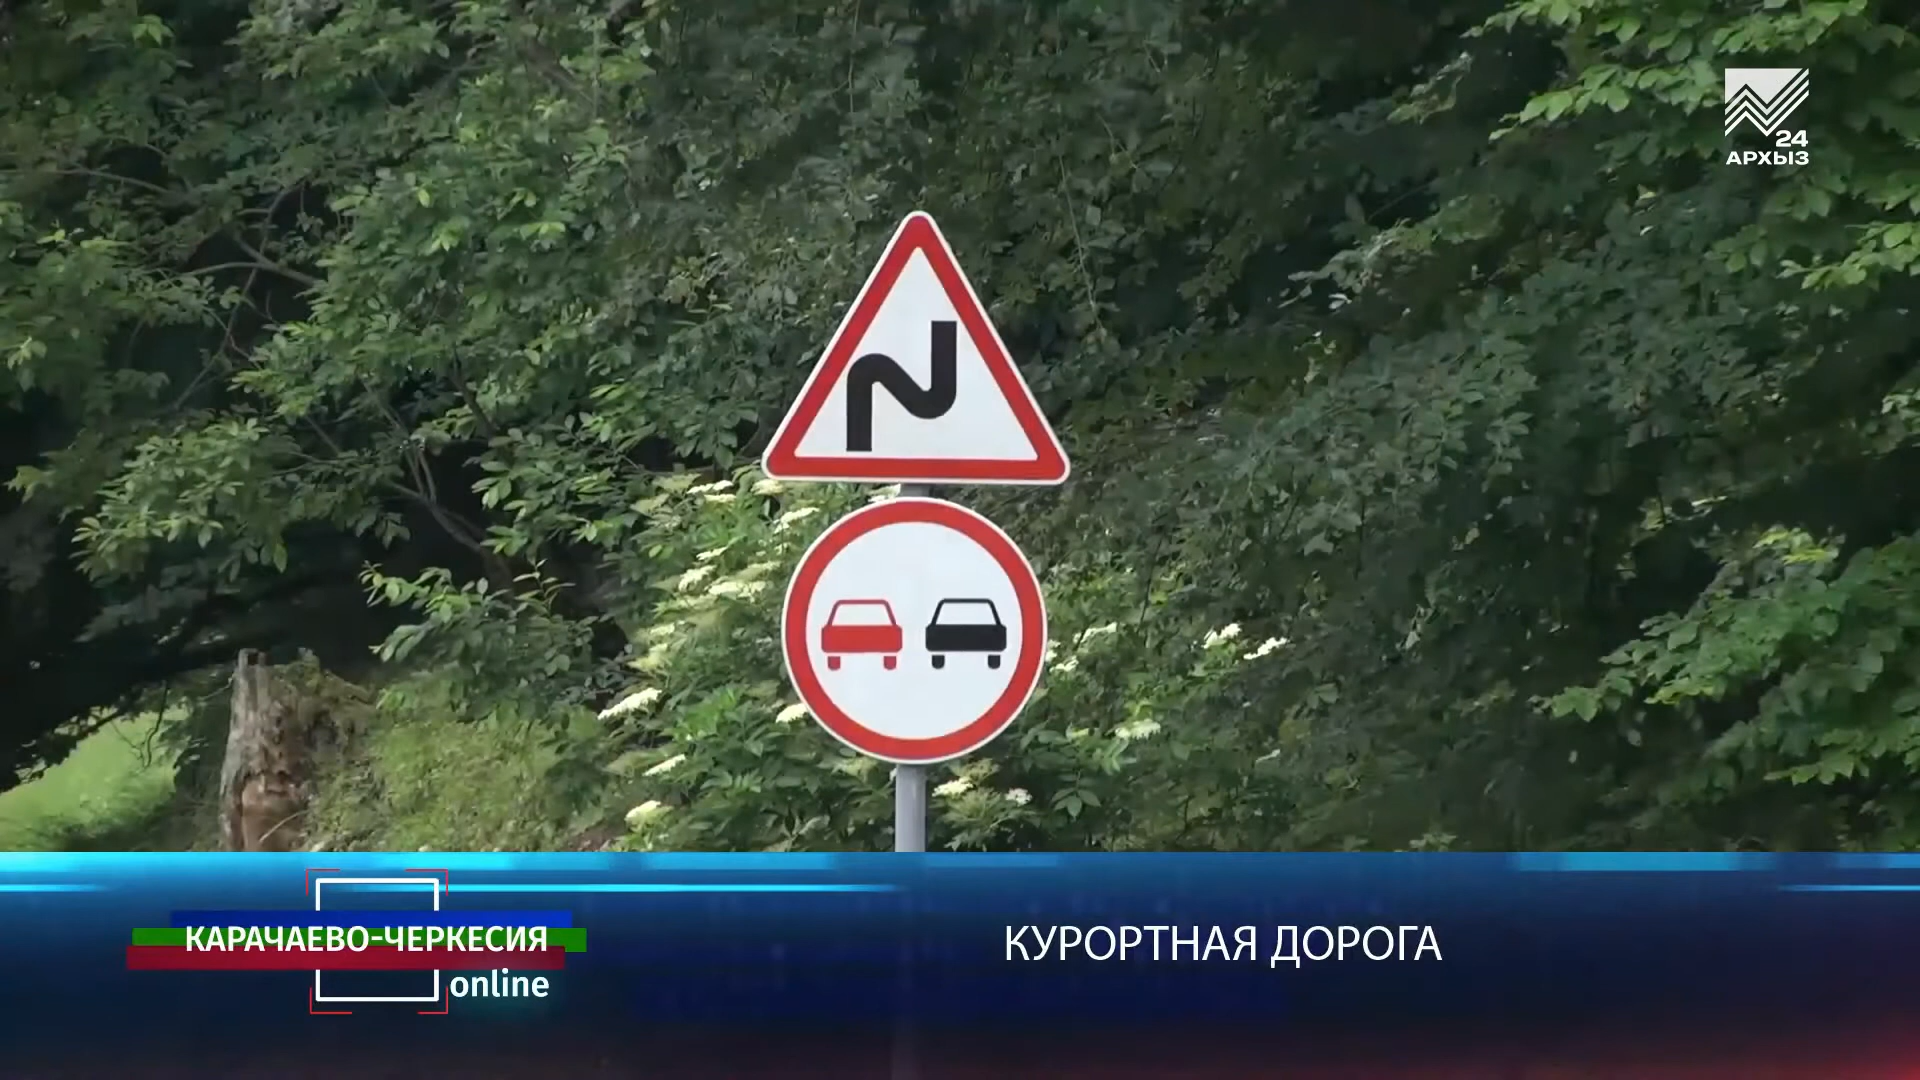 24
АРХЫЗ
КАРАЧАЕВО-ЧЕРКЕСИЯ
online
КУРОРТНАЯ ДОРОГА